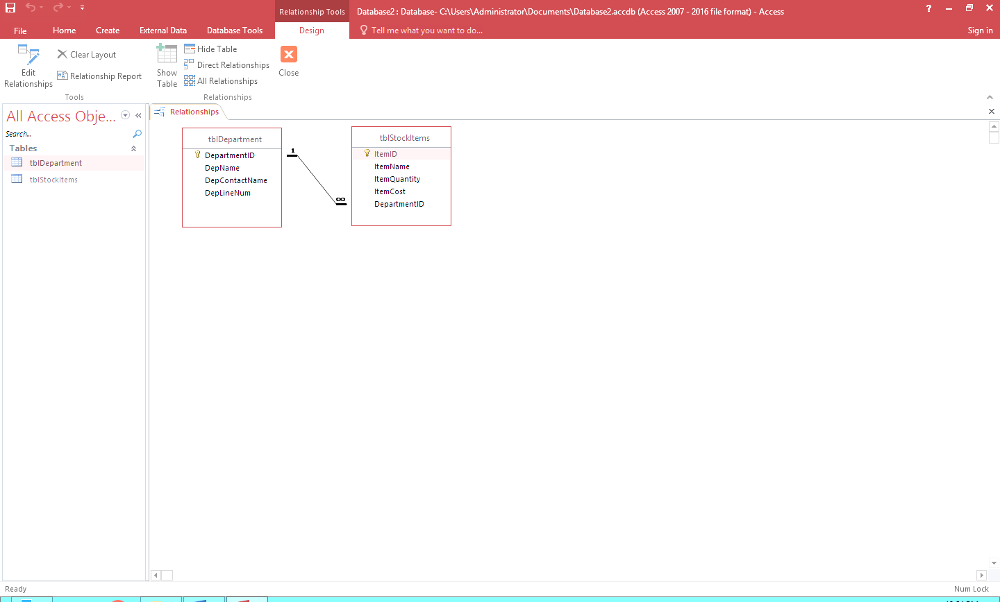 Relationship Tools
Database2 : Database- C:\Users\Administrator\Documents\Database2.accdb (Access 2007 - 2016 file format) - Access
?
File
Home
Create
External Data
Database Tools
Design
Tell me what you want to do...
Sign in
Edit
Relationships
Clear Layout
Relationship Report
Tools
Show
Table
Hide Table
Direct Relationships
All Relationships
Relationships
Close
All Access Obje...
Search...
Tables
tblDepartment
tblStockItems
Relationships
tblDepartment
DepartmentID
DepName
DepContactName
DepLineNum
1
∞
tblStockItems
ItemID
ItemName
ItemQuantity
ItemCost
DepartmentID
Ready
Num Lock